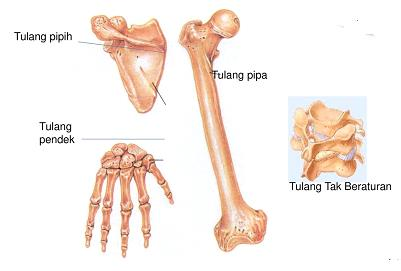 Tulang pipih
Tulang pipa
Tulang
pendek
Tulang Tak Beraturan